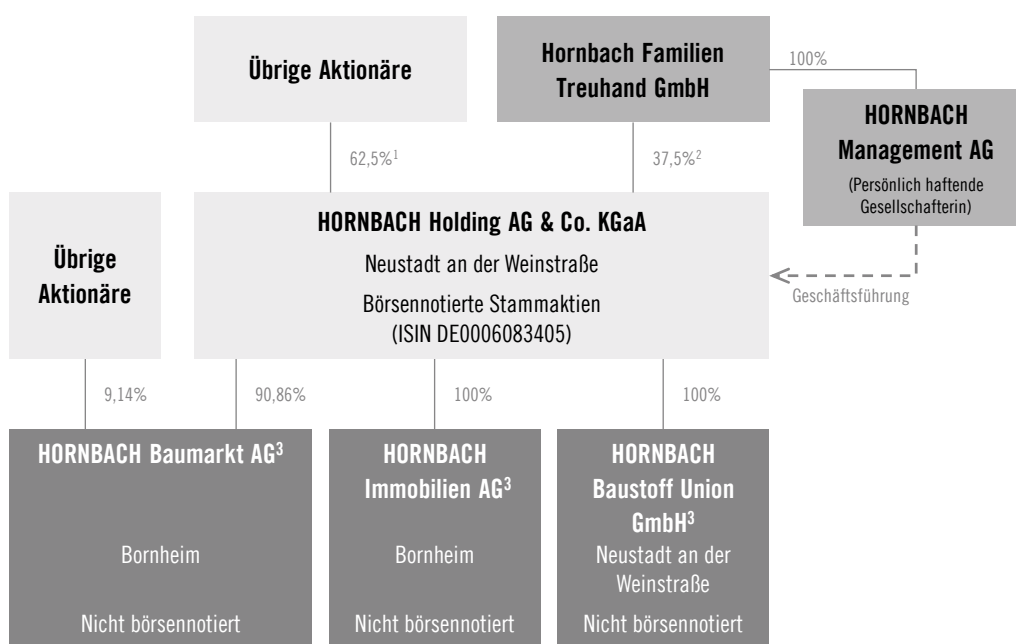 Übrige Aktionäre
Hornbach Familien
Treuhand GmbH
100%
HORNBACH
Management AG
(Persönlich haftende
Gesellschafterin)
62,5%¹
37,5%²
Übrige
Aktionäre
HORNBACH Holding AG & Co. KGaA
Neustadt an der Weinstraße
Börsennotierte Stammaktien
(ISIN DE0006083405)
Geschäftsführung
9,14%
90,86%
100%
100%
HORNBACH Baumarkt AG³
Bornheim
Nicht börsennotiert
HORNBACH
Immobilien AG³
Bornheim
Nicht börsennotiert
HORNBACH
Baustoff Union
GmbH³
Neustadt an der
Weinstraße
Nicht börsennotiert